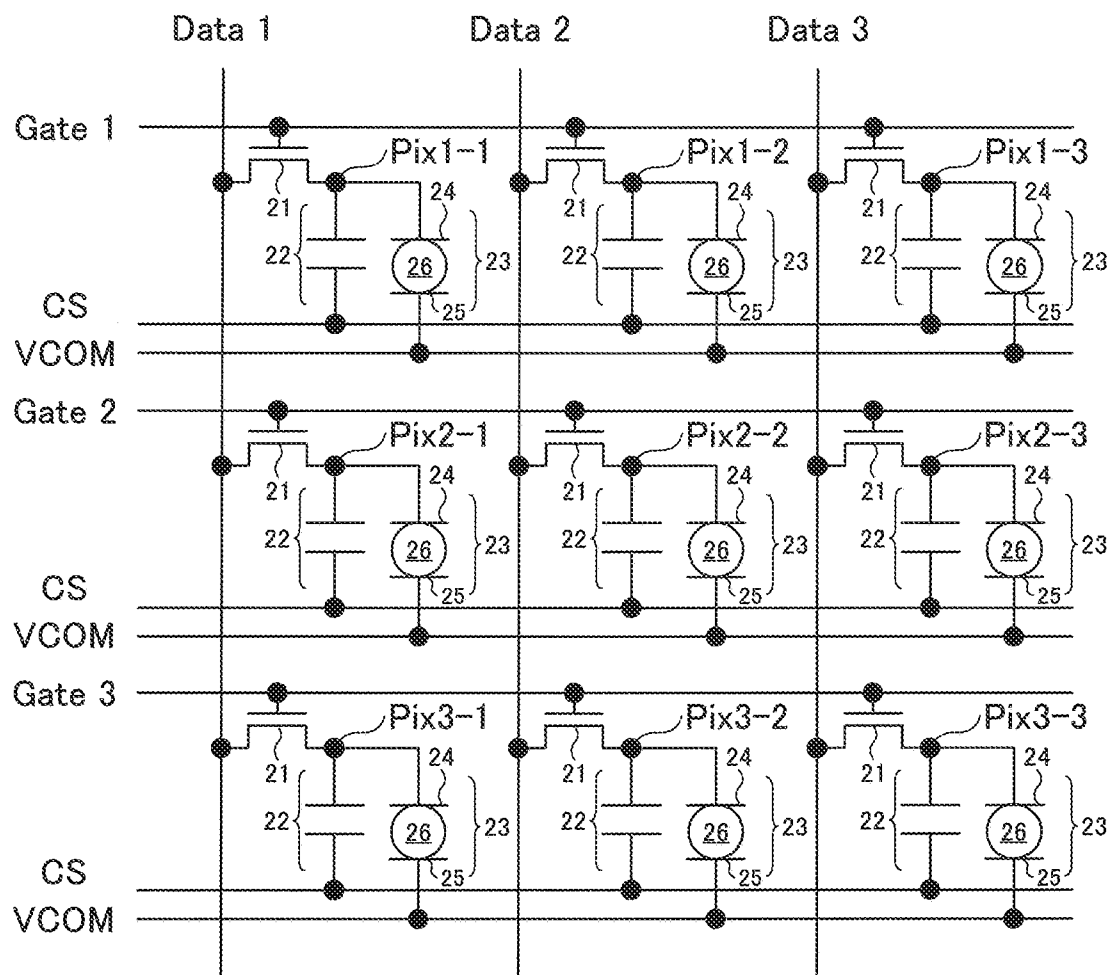 Data 1 Data 2 Data 3
Gate 1
Pix1-1 Pix1-2 Pix1-3
21 24 21 24 21 24
22 26 23 22 26 23 22 26 23
CS 25 25 25
VCOM
Gate 2
Pix2-1 Pix2-2 Pix2-3
21 24 21 24 21 24
22 26 23 22 26 23 22 26 23
CS 25 25 25
VCOM
Gate 3
Pix3-1 Pix3-2 Pix3-3
21 24 21 24 21 24
22 26 23 22 26 23 22 26 23
CS 25 25 25
VCOM